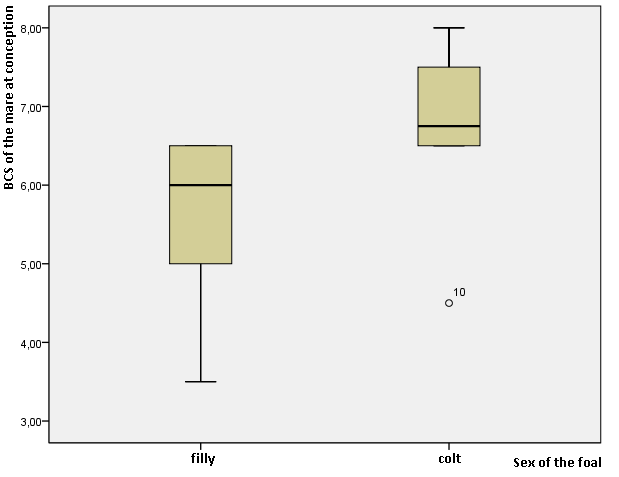 BCS of the mare at conception
8,00
7,00
6,00
5,00
4,00
3,00
10
filly
colt
Sex of the foal